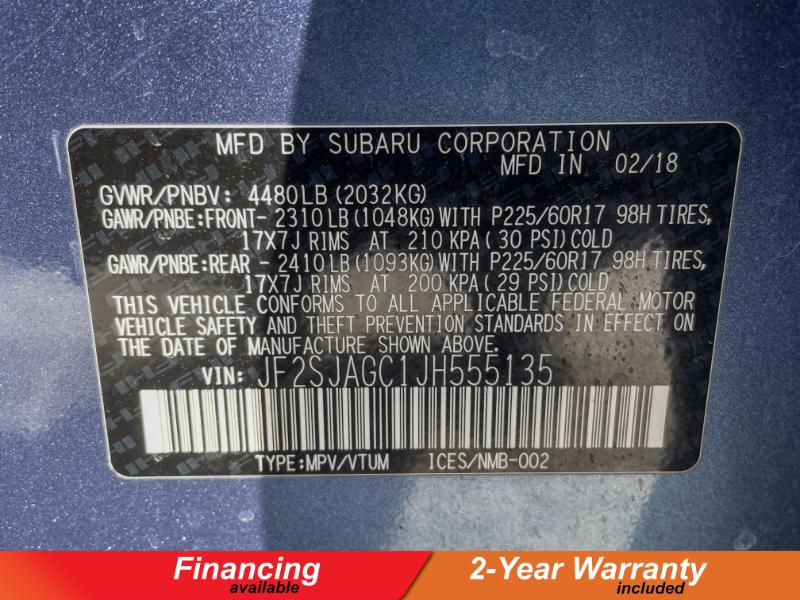 MFD BY SUBARU CORPORATION
MFD IN 02/18
GVWR/PNBV: 4480LB (2032KG)
GAWR/PNBE:FRONT- 2310LB (1048KG) WITH P225/60R17 98H TIRES,
17X7J RIMS AT 210 KPA (30 PSI) COLD
GAWR/PNBE:REAR - 2410LB (1093KG) WITH P225/60R17 98H TIRES,
17X7J RIMS AT 200 KPA (29 PSI) COLD
THIS VEHICLE CONFORMS TO ALL APPLICABLE FEDERAL MOTOR
VEHICLE SAFETY AND THEFT PREVENTION STANDARDS IN EFFECT ON
THE DATE OF MANUFACTURE SHOWN ABOVE.
VIN: JF2SJAGC1JH555135
TYPE:MPV/VTUM ICES/NMB-002
Financing available
2-Year Warranty included